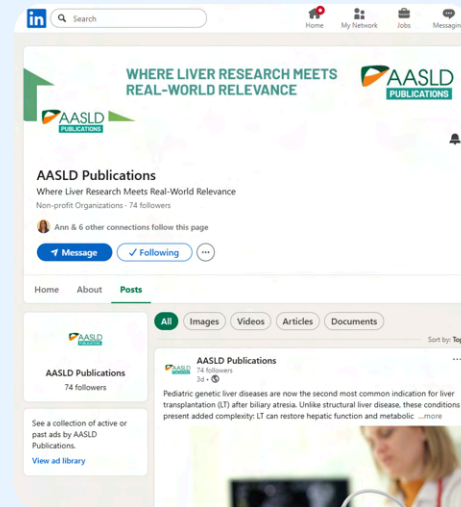 in
Search
Home
My Network
Jobs
Messaging
WHERE LIVER RESEARCH MEETS
REAL-WORLD RELEVANCE
AASLD
PUBLICATIONS
AASLD
PUBLICATIONS
AASLD Publications
Where Liver Research Meets Real-World Relevance
Non-profit Organizations · 74 followers
Ann & 6 other connections follow this page
Message
Following
Home
About
Posts
All
Images
Videos
Articles
Documents
Sort by: Top
AASLD
AASLD Publications
74 followers
See a collection of active or
past ads by AASLD
Publications.
View ad library
AASLD
AASLD Publications
74 followers
3d •
Pediatric genetic liver diseases are now the second most common indication for liver
transplantation (LT) after biliary atresia. Unlike structural liver disease, these conditions
present added complexity: LT can restore hepatic function and metabolic ...more